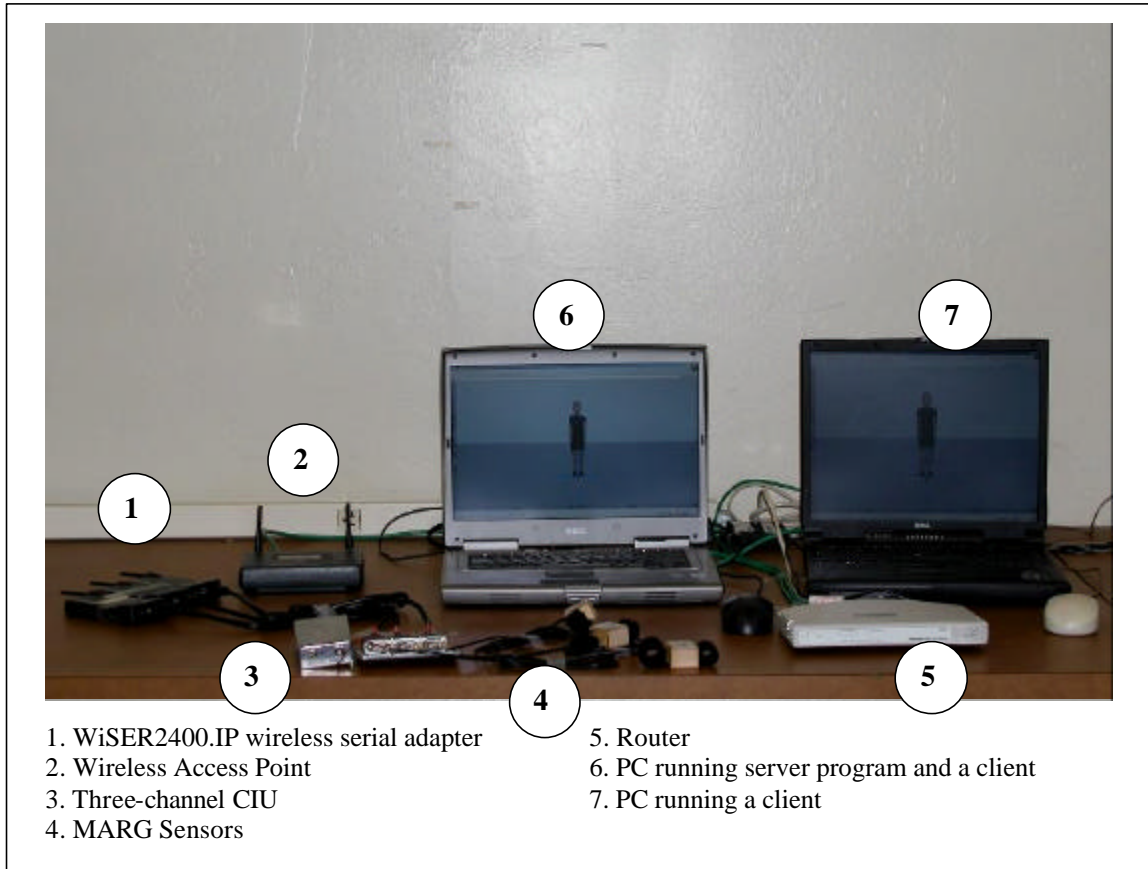 6
7
2
1
3
4
5
1. WiSER2400.IP wireless serial adapter
2. Wireless Access Point
3. Three-channel CIU
4. MARG Sensors
5. Router
6. PC running server program and a client
7. PC running a client
DELL